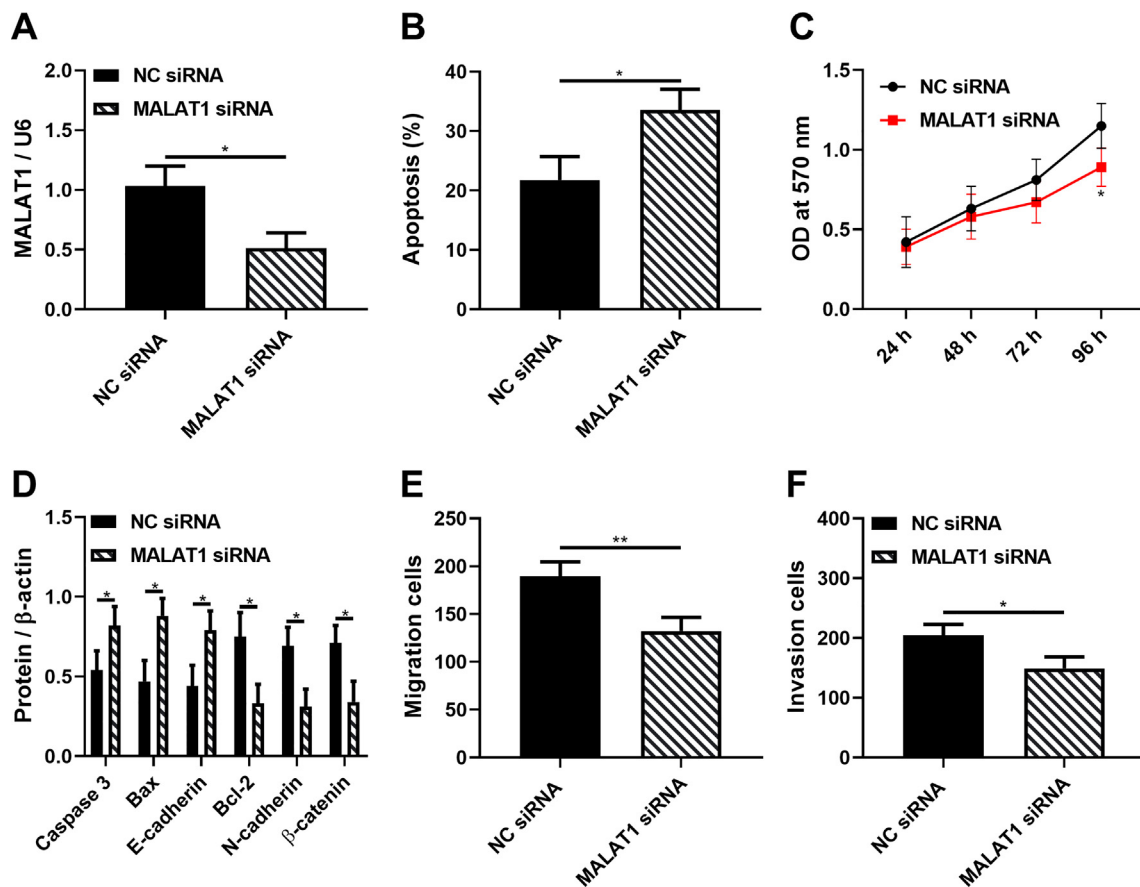 A
MALAT1 / U6
2.0
1.5
1.0
0.5
0.0
NC siRNA
MALAT1 siRNA
*
NC siRNA
MALAT1 siRNA
B
Apoptosis (%)
40
30
20
10
0
*
NC siRNA
MALAT1 siRNA
C
OD at 570 nm
1.5
1.0
0.5
0.0
NC siRNA
MALAT1 siRNA
*
24 h
48 h
72 h
96 h
D
Protein / β-actin
1.5
1.0
0.5
0.0
NC siRNA
MALAT1 siRNA
*
*
*
*
*
*
Caspase 3
Bax
E-cadherin
Bcl-2
N-cadherin
β-catenin
E
Migration cells
250
200
150
100
50
0
**
NC siRNA
MALAT1 siRNA
F
Invasion cells
400
300
200
100
0
NC siRNA
MALAT1 siRNA
*
NC siRNA
MALAT1 siRNA